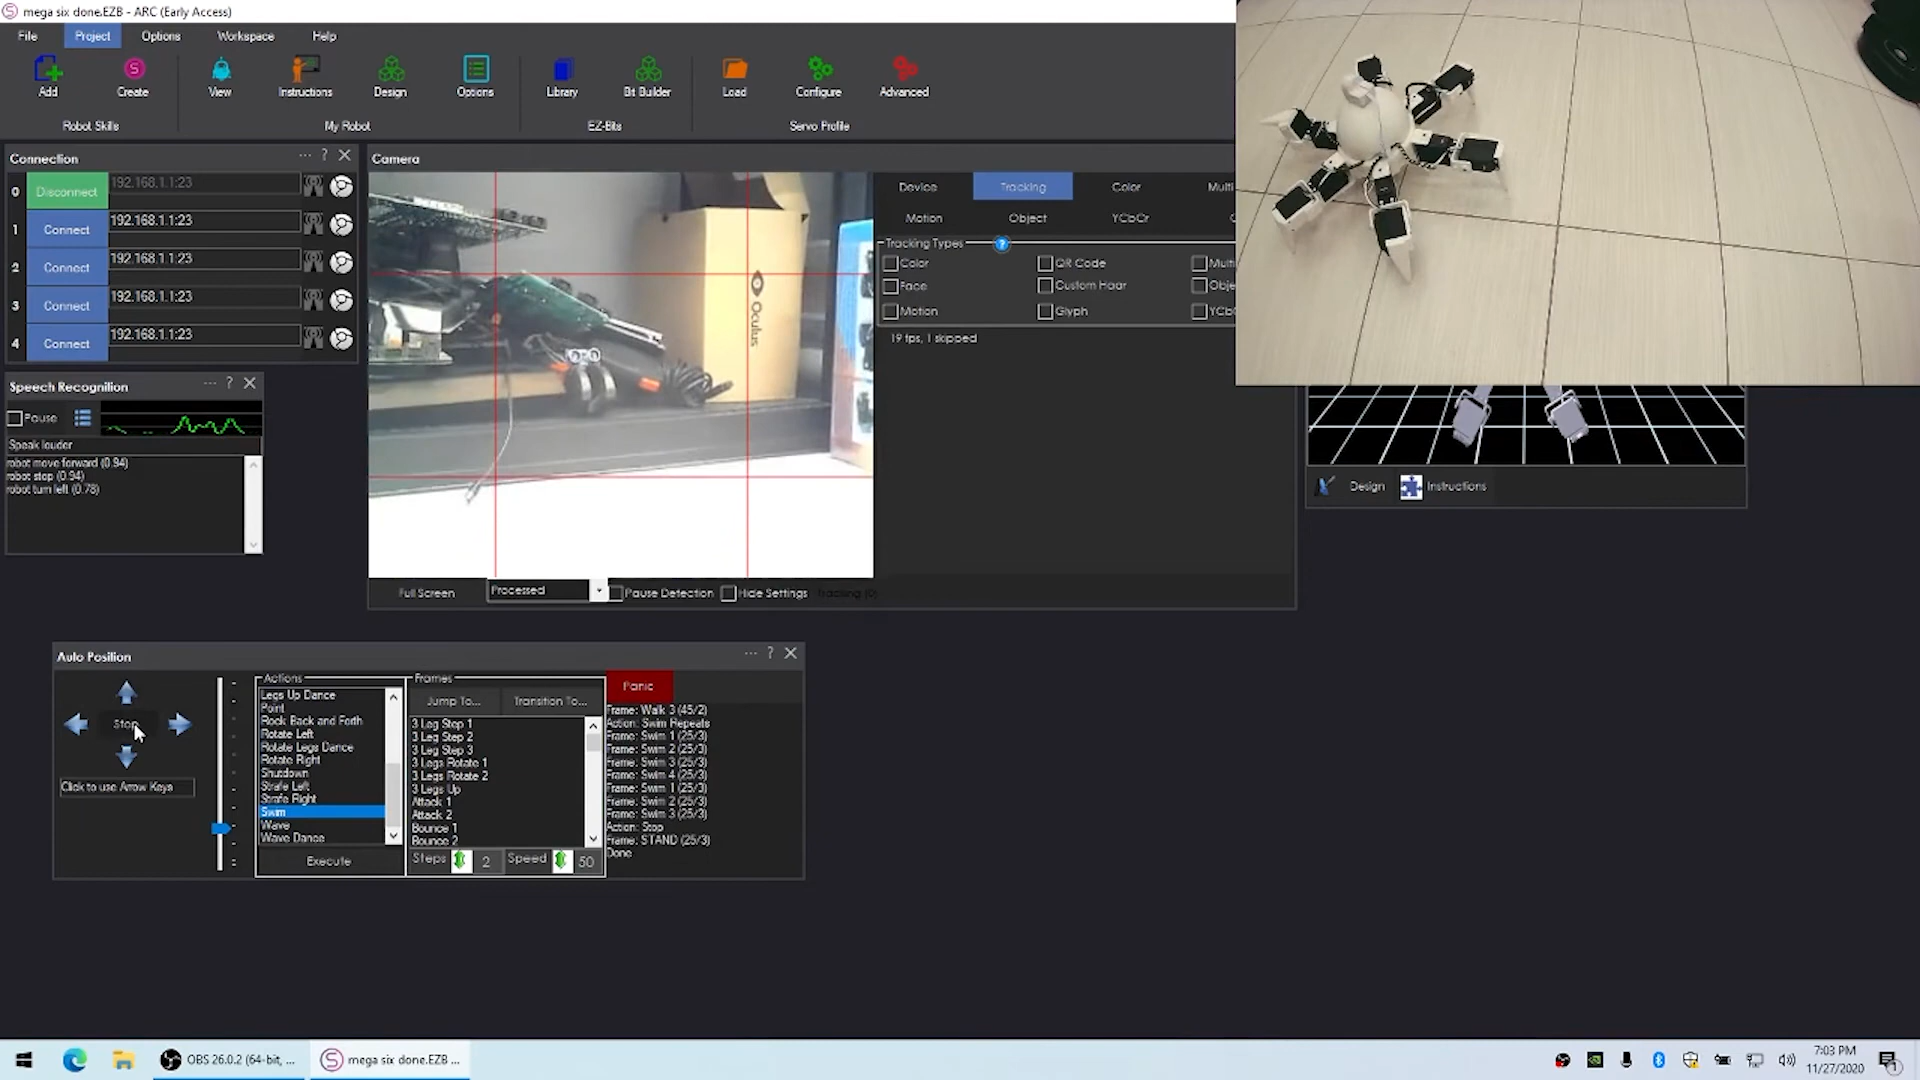 mega six done.EZB - ARC (Early Access)
File Project Options Workspace Help
Add Create View Instructions Design Options Library Bit Builder Load Configure Advanced
Robot Skills My Robot EZ-Bits Servo Profile
Connection ... ?
0 Disconnect 192.168.1.1:23
1 Connect 192.168.1.1:23
2 Connect 192.168.1.1:23
3 Connect 192.168.1.1:23
4 Connect 192.168.1.1:23
Speech Recognition ... ?
Pause
Speak louder
robot move forward (0.94)
robot stop (0.94)
robot turn left (0.78)
Camera
Oculus
Device Tracking Color Multi
Motion Object YCbCr
Tracking Types ?
Color QR Code Multi
Face Custom Haar Obje
Motion Glyph YCbC
19 fps, 1 skipped
Full Screen Processed Pause Detection Hide Settings Tracking (0)
Design Instructions
Auto Position ... ?
Stop
Click to use Arrow Keys
Actions
Legs Up Dance
Point
Rock Back and Forth
Rotate Left
Rotate Legs Dance
Rotate Right
Shutdown
Strafe Left
Strafe Right
Swim
Wave
Wave Dance
Execute
Frames
Jump To... Transition To...
3 Leg Step 1
3 Leg Step 2
3 Leg Step 3
3 Legs Rotate 1
3 Legs Rotate 2
3 Legs Up
Attack 1
Attack 2
Bounce 1
Bounce 2
Steps 2 Speed 50
Panic
Frame: Walk 3 (45/2)
Action: Swim Repeats
Frame: Swim 1 (25/3)
Frame: Swim 2 (25/3)
Frame: Swim 3 (25/3)
Frame: Swim 4 (25/3)
Frame: Swim 1 (25/3)
Frame: Swim 2 (25/3)
Frame: Swim 3 (25/3)
Action: Stop
Frame: STAND (25/3)
Done
OBS 26.0.2 (64-bit, ... mega six done.EZB ...
7:03 PM
11/27/2020
1